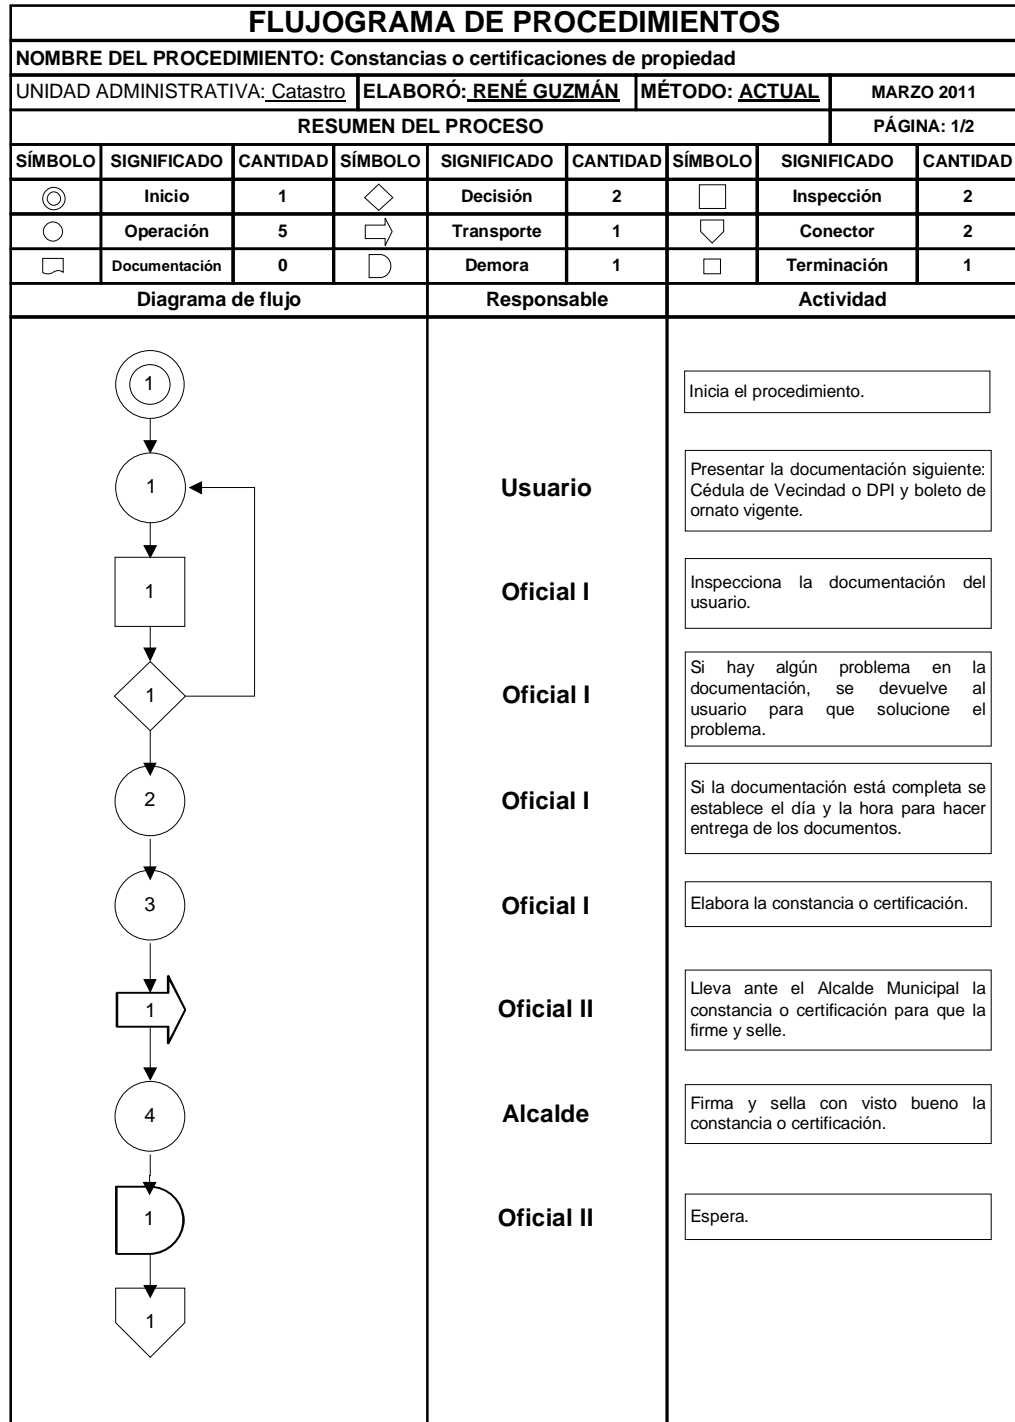 FLUJOGRAMA DE PROCEDIMIENTOS
NOMBRE DEL PROCEDIMIENTO: Constancias o certificaciones de propiedad
UNIDAD ADMINISTRATIVA: Catastro ELABORÓ: RENÉ GUZMÁN MÉTODO: ACTUAL MARZO 2011
RESUMEN DEL PROCESO PÁGINA: 1/2
SÍMBOLO SIGNIFICADO CANTIDAD SÍMBOLO SIGNIFICADO CANTIDAD SÍMBOLO SIGNIFICADO CANTIDAD
Inicio 1 Decisión 2 Inspección 2
Operación 5 Transporte 1 Conector 2
Documentación 0 Demora 1 Terminación 1
Diagrama de flujo Responsable Actividad
1
Inicia el procedimiento.
1
Usuario
Presentar la documentación siguiente:
Cédula de Vecindad o DPI y boleto de
ornato vigente.
1
Oficial I
Inspecciona la documentación del
usuario.
1
Oficial I
Si hay algún problema en la
documentación, se devuelve al
usuario para que solucione el
problema.
2
Oficial I
Si la documentación está completa se
establece el día y la hora para hacer
entrega de los documentos.
3
Oficial I
Elabora la constancia o certificación.
1
Oficial II
Lleva ante el Alcalde Municipal la
constancia o certificación para que la
firme y selle.
4
Alcalde
Firma y sella con visto bueno la
constancia o certificación.
1
Oficial II
Espera.
1